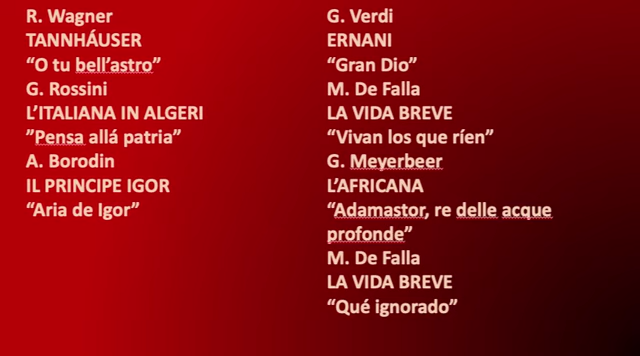 R. Wagner
TANNHÁUSER
“O tu bell’astro”
G. Rossini
L’ITALIANA IN ALGERI
”Pensa allá patria”
A. Borodin
IL PRINCIPE IGOR
“Aria de Igor”
G. Verdi
ERNANI
“Gran Dio”
M. De Falla
LA VIDA BREVE
“Vivan los que ríen”
G. Meyerbeer
L’AFRICANA
“Adamastor, re delle acque
profonde”
M. De Falla
LA VIDA BREVE
“Qué ignorado”